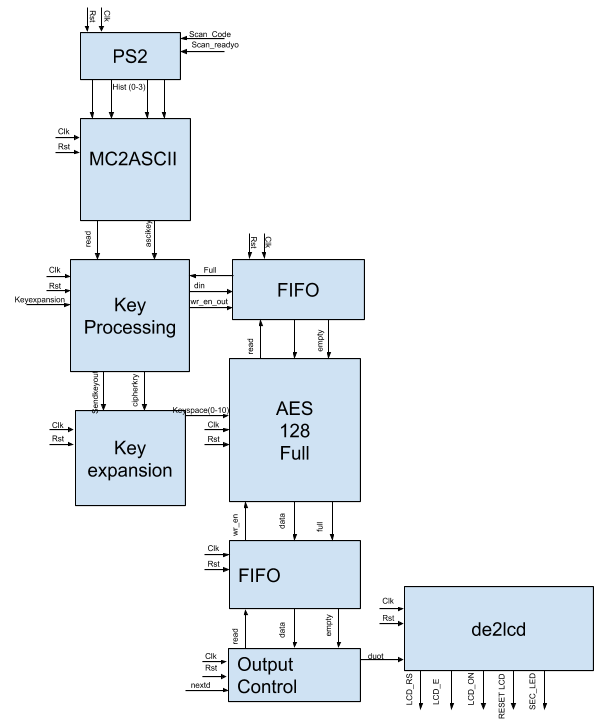 Rst
Clk
Scan_Code
Scan_readyo
PS2
Hist (0-3)
Clk
Rst
MC2ASCII
read
asciikey
Rst
Clk
Clk
Rst
Keyexpansion
Key
Processing
Full
din
wr_en_out
FIFO
read
empty
Sendkeyout
cipherkry
Keyspace(0-10)
Clk
Rst
Key
expansion
Clk
Rst
AES
128
Full
wr_en
data
full
Clk
Rst
FIFO
read
data
empty
Clk
Rst
nextd
Output
Control
duot
Clk
Rst
de2lcd
LCD_RS
LCD_E
LCD_ON
RESET LCD
SEC_LED